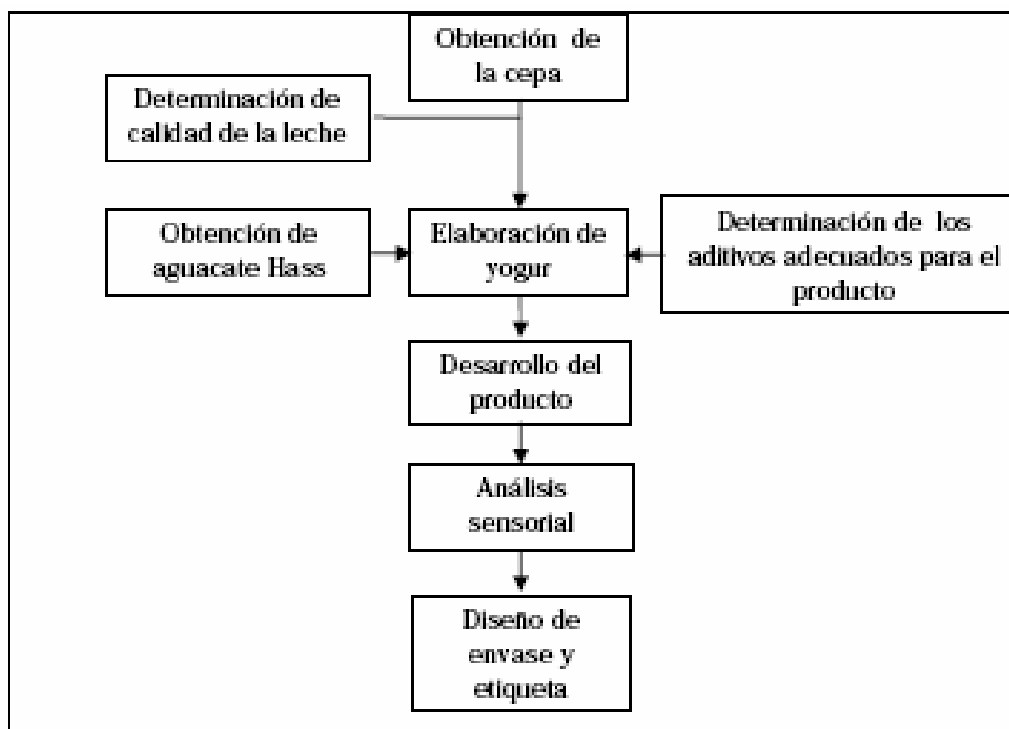 Obtención de
la cepa
Determinación de
calidad de la leche
Obtención de
aguacate Hass
Elaboración de
yogur
Determinación de los
aditivos adecuados para el
producto
Desarrollo del
producto
Análisis
sensorial
Diseño de
envase y
etiqueta